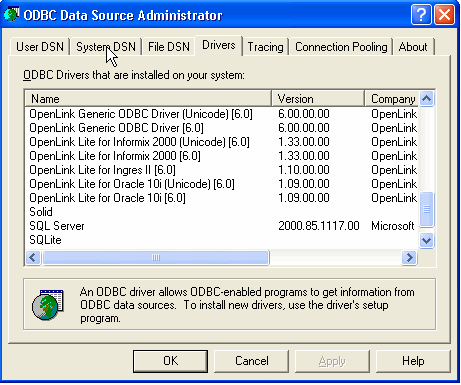 ODBC Data Source Administrator
User DSN System DSN File DSN Drivers Tracing Connection Pooling About
ODBC Drivers that are installed on your system:
Name Version Company
OpenLink Generic ODBC Driver (Unicode) [6.0] 6.00.00.00 OpenLink
OpenLink Generic ODBC Driver [6.0] 6.00.00.00 OpenLink
OpenLink Lite for Informix 2000 (Unicode) [6.0] 1.33.00.00 OpenLink
OpenLink Lite for Informix 2000 [6.0] 1.33.00.00 OpenLink
OpenLink Lite for Ingres II [6.0] 1.10.00.00 OpenLink
OpenLink Lite for Oracle 10i (Unicode) [6.0] 1.09.00.00 OpenLink
OpenLink Lite for Oracle 10i [6.0] 1.09.00.00 OpenLink
Solid
SQL Server 2000.85.1117.00 Microsoft
SQLite
An ODBC driver allows ODBC-enabled programs to get information from
ODBC data sources. To install new drivers, use the driver's setup
program.
OK Cancel Apply Help